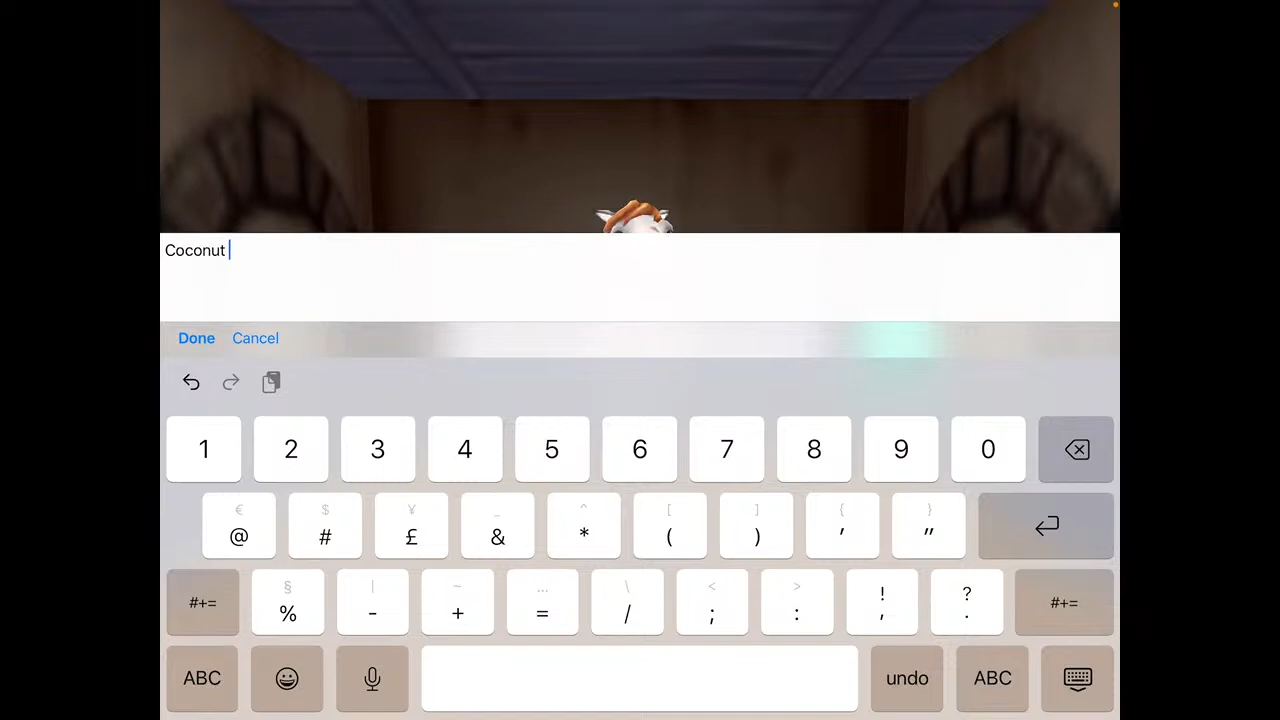 Coconut
Done Cancel
1 2 3 4 5 6 7 8 9 0
€ $ ¥ _ ^ [ ] { }
@ # £ & * ( ) ' "
§ | ~ … \ < > ! ?
#+= % - + = / ; : , . #+=
ABC undo ABC